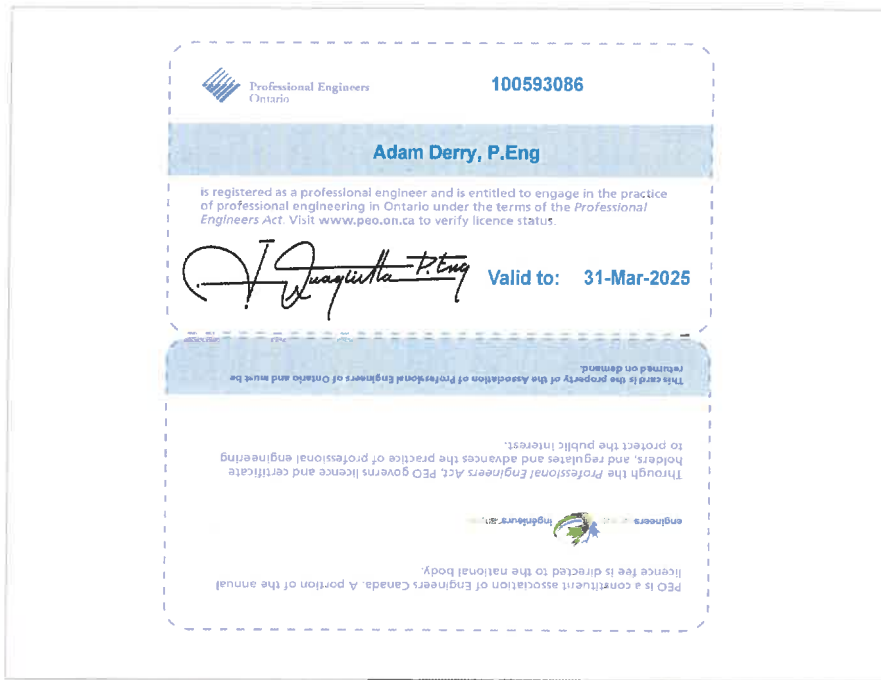 Professional Engineers
Ontario
100593086
Adam Derry, P.Eng
is registered as a professional engineer and is entitled to engage in the practice
of professional engineering in Ontario under the terms of the Professional
Engineers Act. Visit www.peo.on.ca to verify licence status.
J. Quaglietta P.Eng
Valid to: 31-Mar-2025
PEO is a constituent association of Engineers Canada. A portion of the annual
licence fee is directed to the national body.
engineers ingénieurs
Through the Professional Engineers Act, PEO governs licence and certificate
holders, and regulates and advances the practice of professional engineering
to protect the public interest.
This card is the property of the Association of Professional Engineers of Ontario and must be
returned on demand.